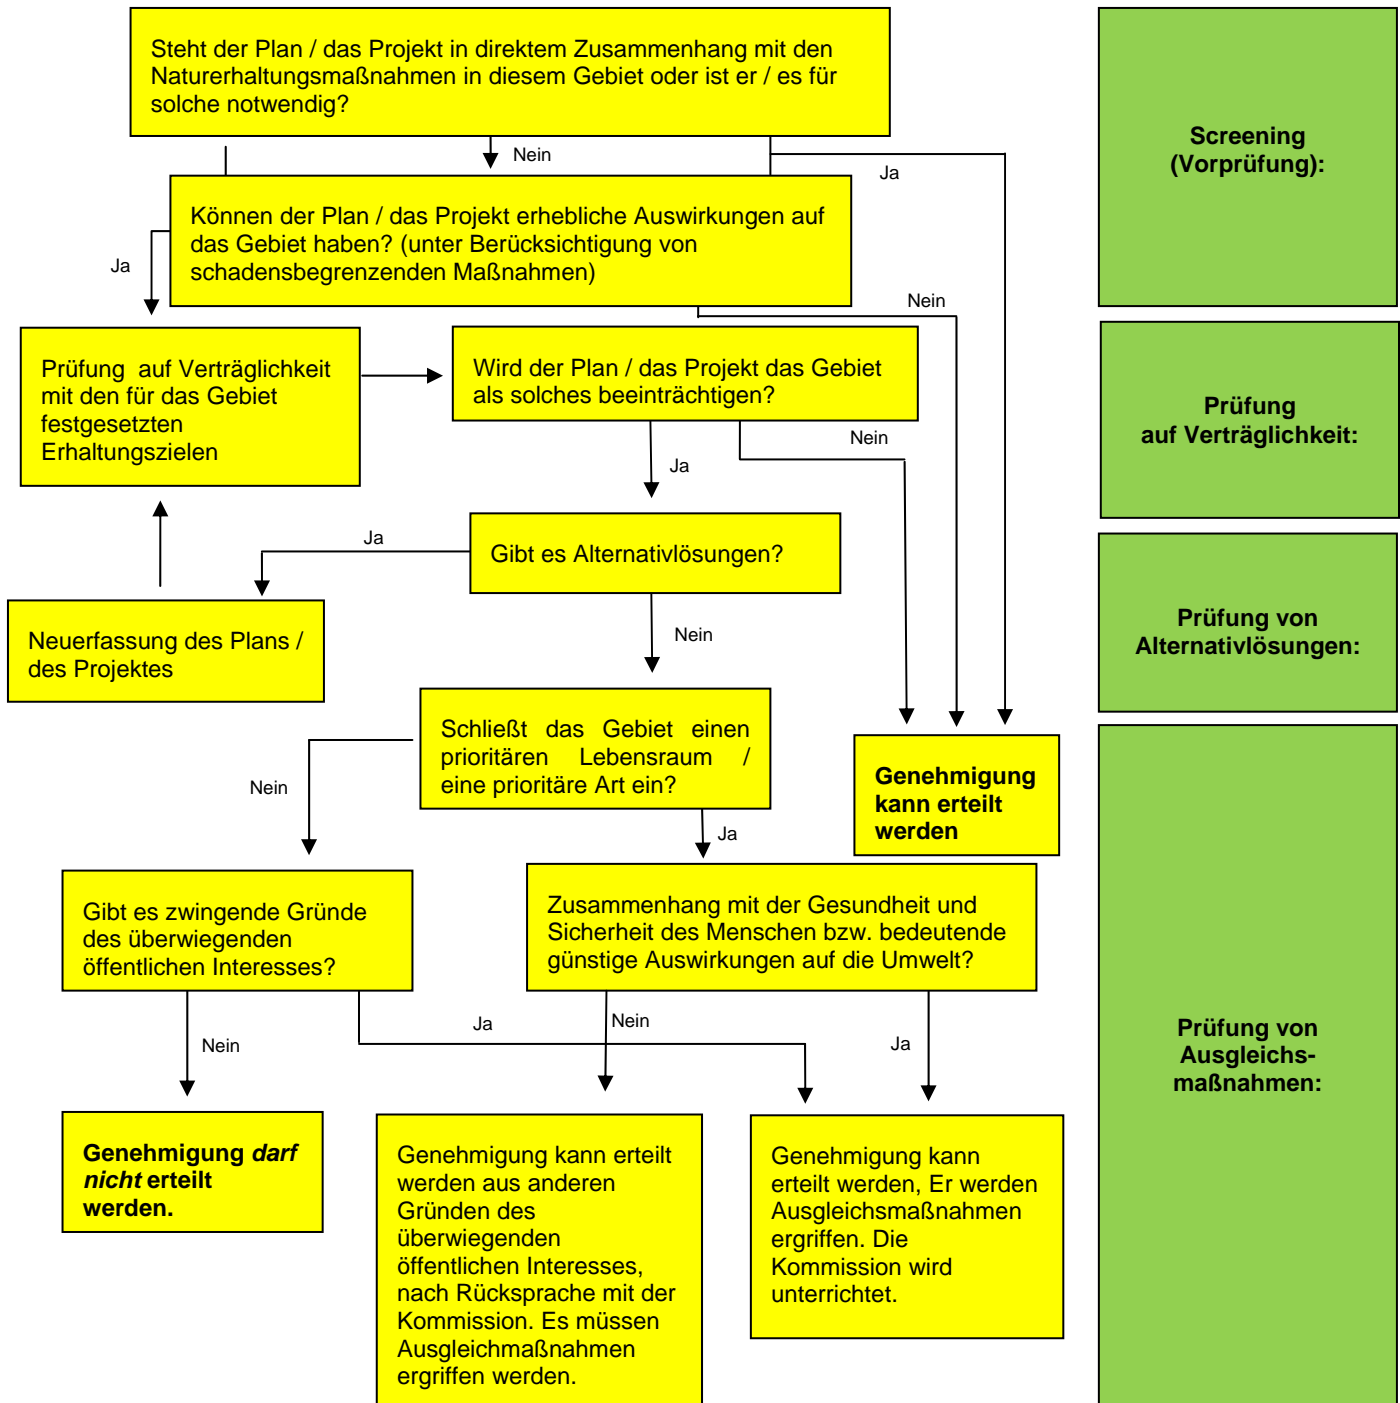 Steht der Plan / das Projekt in direktem Zusammenhang mit den
Naturerhaltungsmaßnahmen in diesem Gebiet oder ist er / es für
solche notwendig?
Screening
(Vorprüfung):
Nein
Ja
Können der Plan / das Projekt erhebliche Auswirkungen auf
das Gebiet haben? (unter Berücksichtigung von
schadensbegrenzenden Maßnahmen)
Ja
Nein
Prüfung auf Verträglichkeit
mit den für das Gebiet
festgesetzten
Erhaltungszielen
Wird der Plan / das Projekt das Gebiet
als solches beeinträchtigen?
Prüfung
auf Verträglichkeit:
Nein
Ja
Gibt es Alternativlösungen?
Ja
Nein
Neuerfassung des Plans /
des Projektes
Prüfung von
Alternativlösungen:
Schließt das Gebiet einen
prioritären Lebensraum /
eine prioritäre Art ein?
Nein
Ja
Genehmigung
kann erteilt
werden
Gibt es zwingende Gründe
des überwiegenden
öffentlichen Interesses?
Zusammenhang mit der Gesundheit und
Sicherheit des Menschen bzw. bedeutende
günstige Auswirkungen auf die Umwelt?
Nein
Ja
Nein
Ja
Prüfung von
Ausgleichs-
maßnahmen:
Genehmigung darf
nicht erteilt
werden.
Genehmigung kann erteilt
werden aus anderen
Gründen des
überwiegenden
öffentlichen Interesses,
nach Rücksprache mit der
Kommission. Es müssen
Ausgleichmaßnahmen
ergriffen werden.
Genehmigung kann
erteilt werden, Er werden
Ausgleichsmaßnahmen
ergriffen. Die
Kommission wird
unterrichtet.